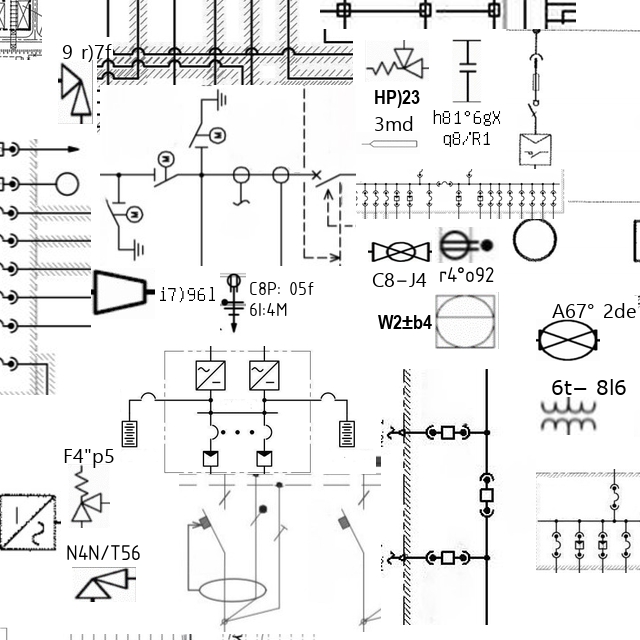 9 r)7f
HP)23
3md
h81°6gX
q8/R1
C8-J4
r4°o92
i7)96l
C8P: 05f
6I:4M
W2±b4
A67° 2de
6t- 8l6
F4"p5
N4N/T56